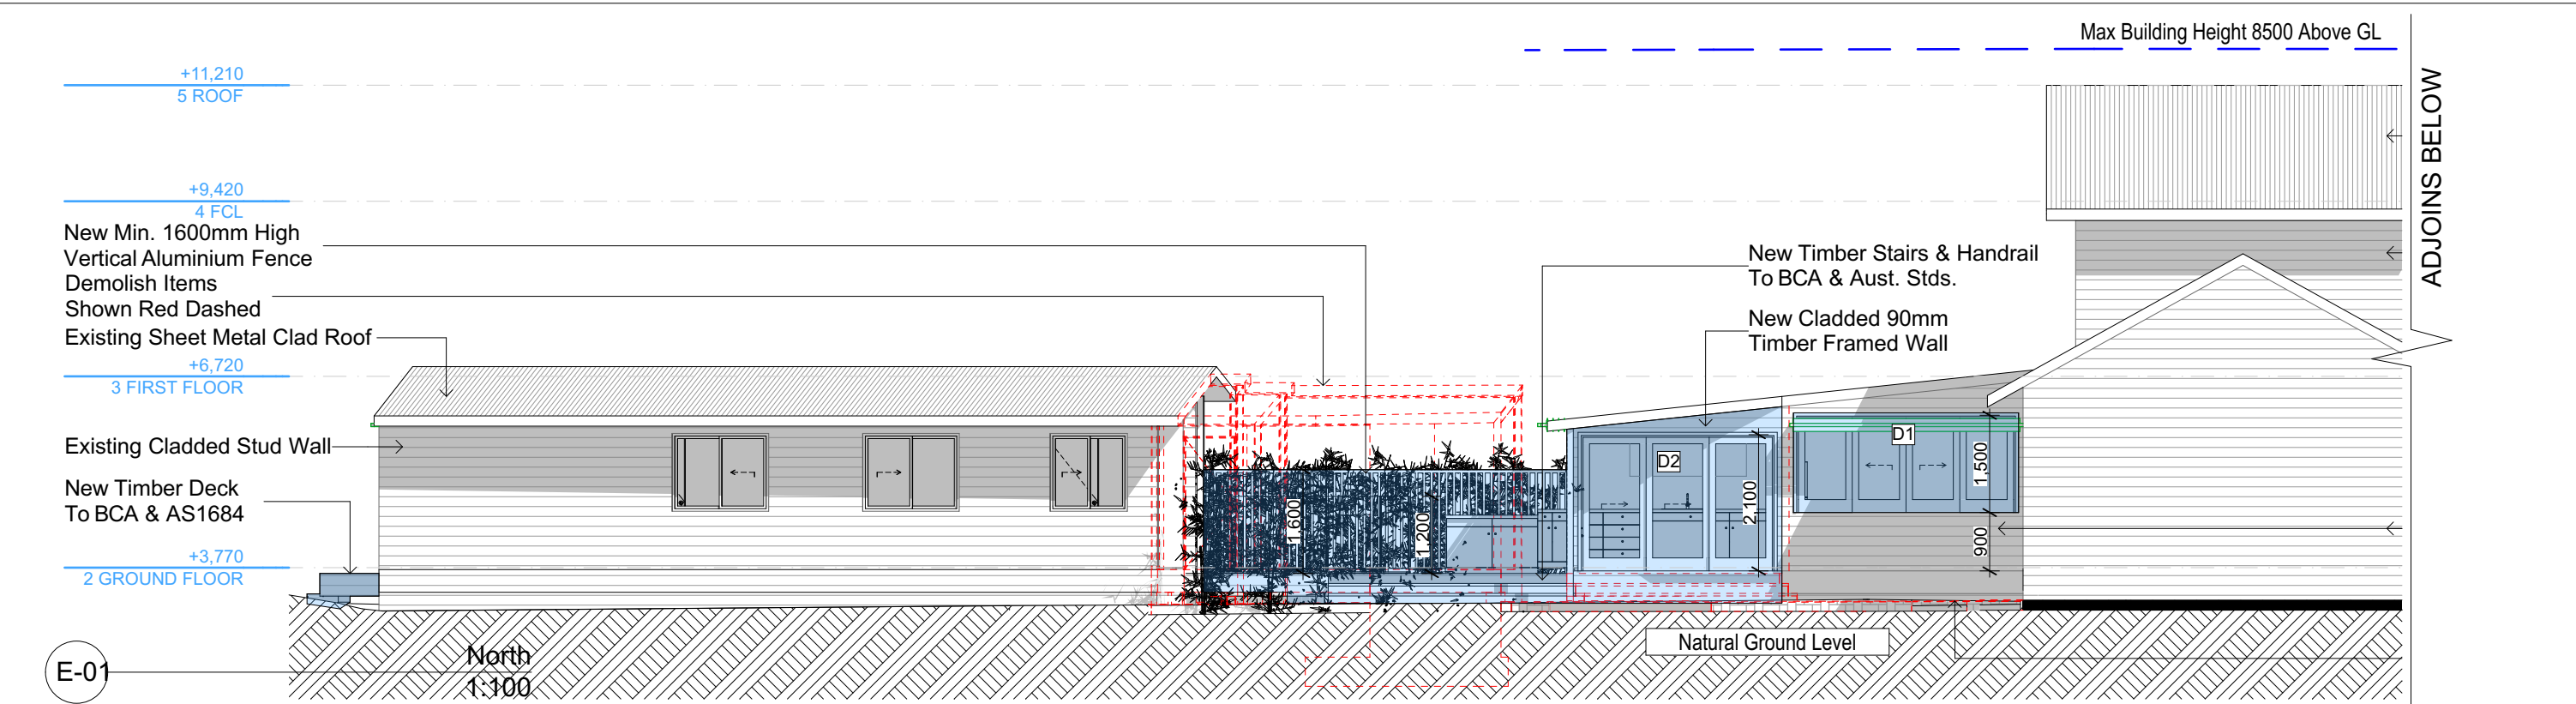 Max Building Height 8500 Above GL
+11,210
5 ROOF
ADJOINS BELOW
+9,420
4 FCL
New Min. 1600mm High
Vertical Aluminium Fence
Demolish Items
Shown Red Dashed
Existing Sheet Metal Clad Roof
+6,720
3 FIRST FLOOR
New Timber Stairs & Handrail
To BCA & Aust. Stds.
New Cladded 90mm
Timber Framed Wall
Existing Cladded Stud Wall
New Timber Deck
To BCA & AS1684
+3,770
2 GROUND FLOOR
1,600
1,200
D2
2,100
D1
1,500
900
Natural Ground Level
E-01
North
1:100